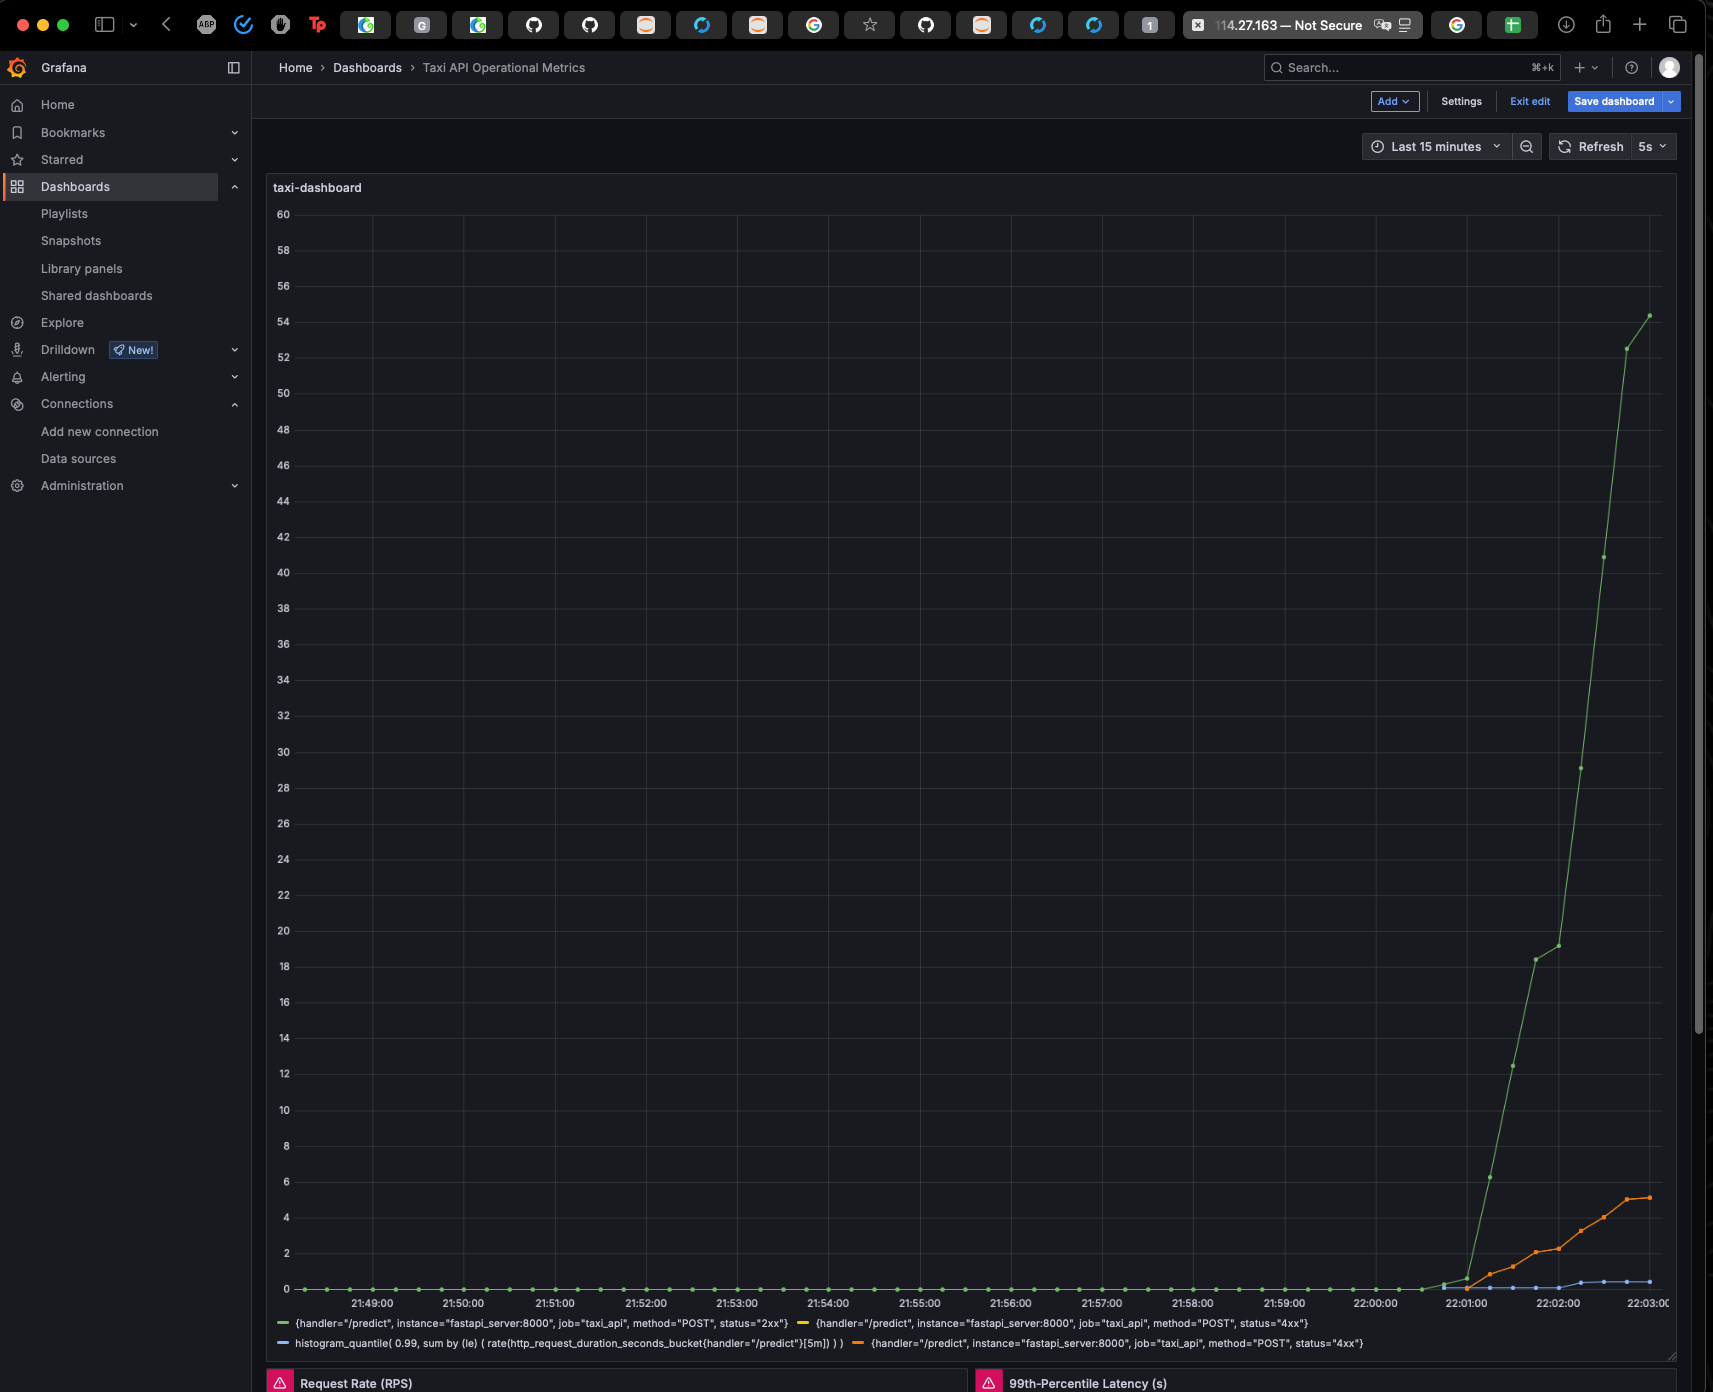 ABP
Tp
G
1
114.27.163 — Not Secure
Grafana
Home › Dashboards › Taxi API Operational Metrics
Search... ⌘+k
Home
Bookmarks
Starred
Dashboards
Playlists
Snapshots
Library panels
Shared dashboards
Explore
Drilldown New!
Alerting
Connections
Add new connection
Data sources
Administration
Add Settings Exit edit Save dashboard
Last 15 minutes Refresh 5s
taxi-dashboard
60
58
56
54
52
50
48
46
44
42
40
38
36
34
32
30
28
26
24
22
20
18
16
14
12
10
8
6
4
2
0
21:49:00 21:50:00 21:51:00 21:52:00 21:53:00 21:54:00 21:55:00 21:56:00 21:57:00 21:58:00 21:59:00 22:00:00 22:01:00 22:02:00 22:03:00
{handler="/predict", instance="fastapi_server:8000", job="taxi_api", method="POST", status="2xx"} {handler="/predict", instance="fastapi_server:8000", job="taxi_api", method="POST", status="4xx"}
histogram_quantile( 0.99, sum by (le) ( rate(http_request_duration_seconds_bucket{handler="/predict"}[5m]) ) ) {handler="/predict", instance="fastapi_server:8000", job="taxi_api", method="POST", status="4xx"}
Request Rate (RPS) 99th-Percentile Latency (s)